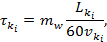 τ_{k_i} = m_w \frac{L_{k_i}}{60 v_{k_i}}